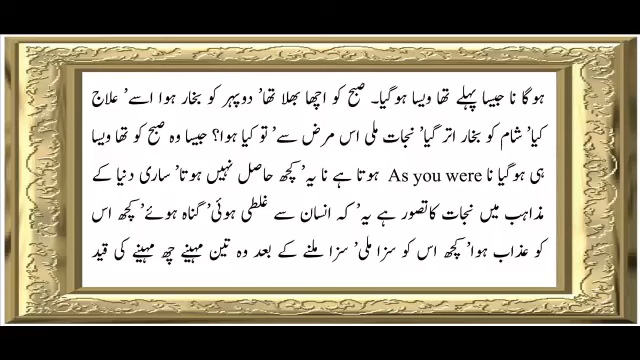 ہوگا نا جیسا پہلے تھا ویسا ہوگیا۔ صبح کو اچھا بھلا تھا’ دوپہر کو بخار ہوا اسے’ علاج
کیا’ شام کو بخار اتر گیا’ نجات ملی اس مرض سے’ تو کیا ہوا؟ جیسا وہ صبح کو تھا ویسا
ہی ہوگیا نا As you were ہوتا ہے نا یہ’ کچھ حاصل نہیں ہوتا’ ساری دنیا کے
مذاہب میں نجات کا تصور ہے یہ’ کہ انسان سے غلطی ہوئی’ گناہ ہوئے’ کچھ اس
کو عذاب ہوا’ کچھ اس کو سزا ملی’ سزا ملنے کے بعد وہ تین مہینے چھ مہینے کی قید